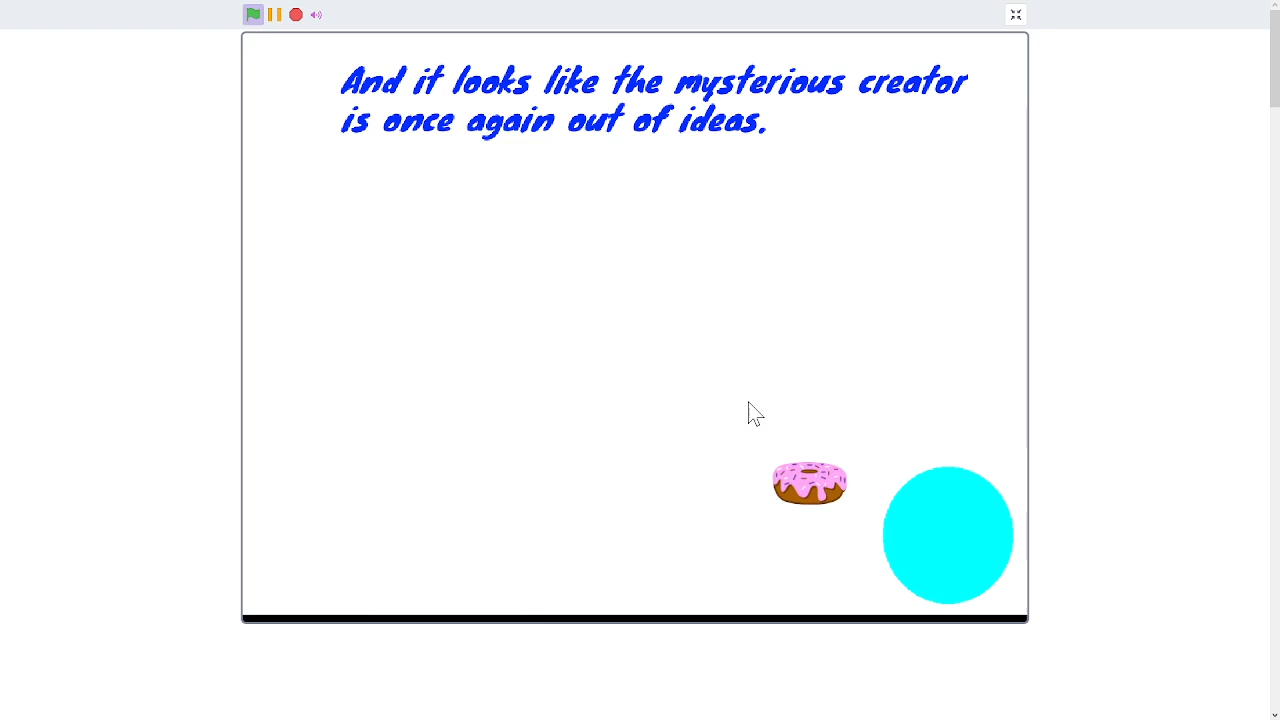 And it looks like the mysterious creator
is once again out of ideas.